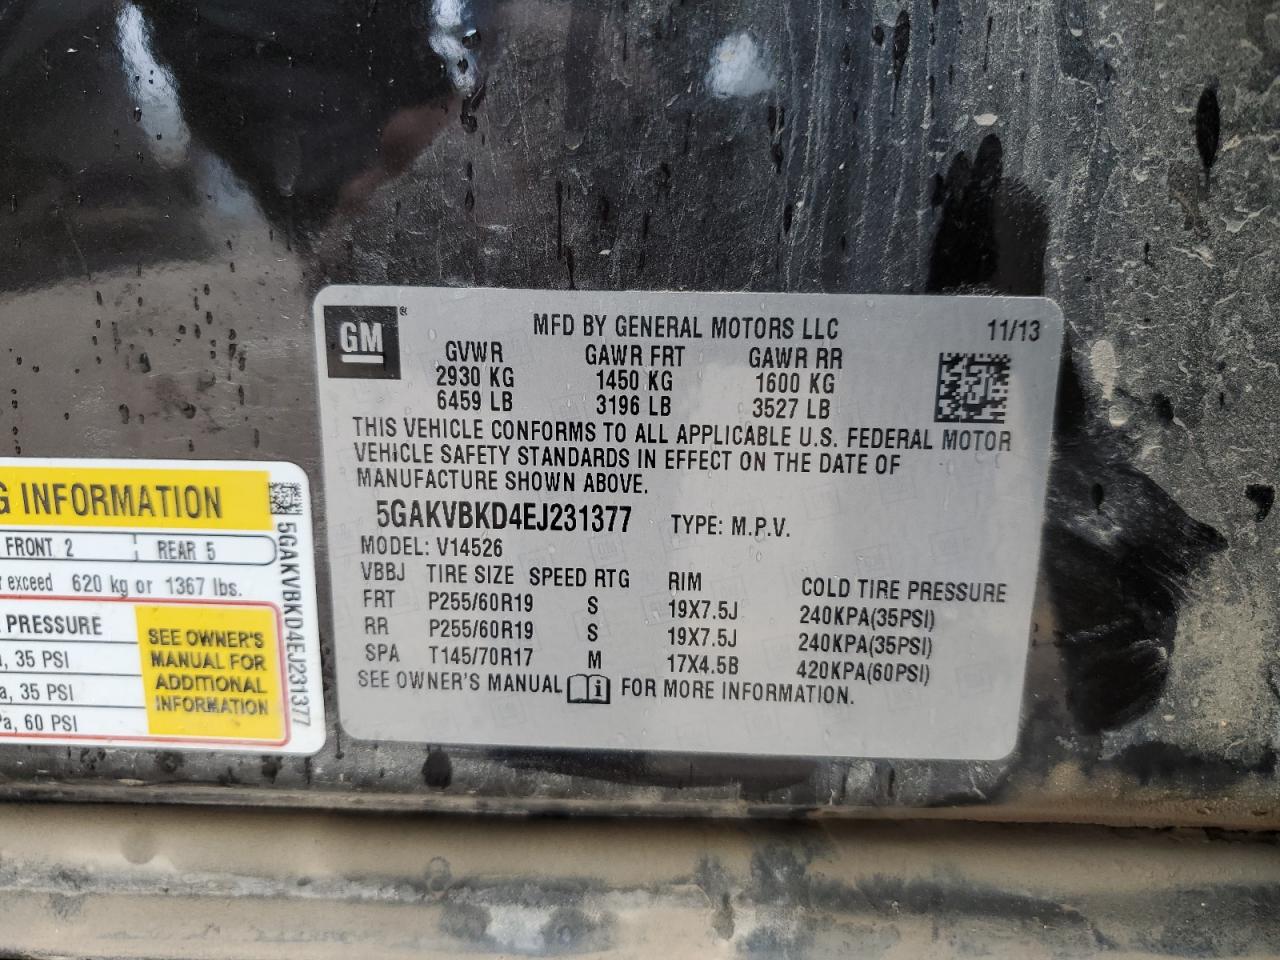 GM®
MFD BY GENERAL MOTORS LLC 11/13
GVWR GAWR FRT GAWR RR
2930 KG 1450 KG 1600 KG
6459 LB 3196 LB 3527 LB
THIS VEHICLE CONFORMS TO ALL APPLICABLE U.S. FEDERAL MOTOR
VEHICLE SAFETY STANDARDS IN EFFECT ON THE DATE OF
MANUFACTURE SHOWN ABOVE.
5GAKVBKD4EJ231377 TYPE: M.P.V.
MODEL: V14526
VBBJ TIRE SIZE SPEED RTG RIM COLD TIRE PRESSURE
FRT P255/60R19 S 19X7.5J 240KPA(35PSI)
RR P255/60R19 S 19X7.5J 240KPA(35PSI)
SPA T145/70R17 M 17X4.5B 420KPA(60PSI)
SEE OWNER'S MANUAL i FOR MORE INFORMATION.
G INFORMATION
FRONT 2 REAR 5
r exceed 620 kg or 1367 lbs.
PRESSURE
a, 35 PSI
a, 35 PSI
Pa, 60 PSI
SEE OWNER'S
MANUAL FOR
ADDITIONAL
INFORMATION
5GAKVBKD4EJ231377